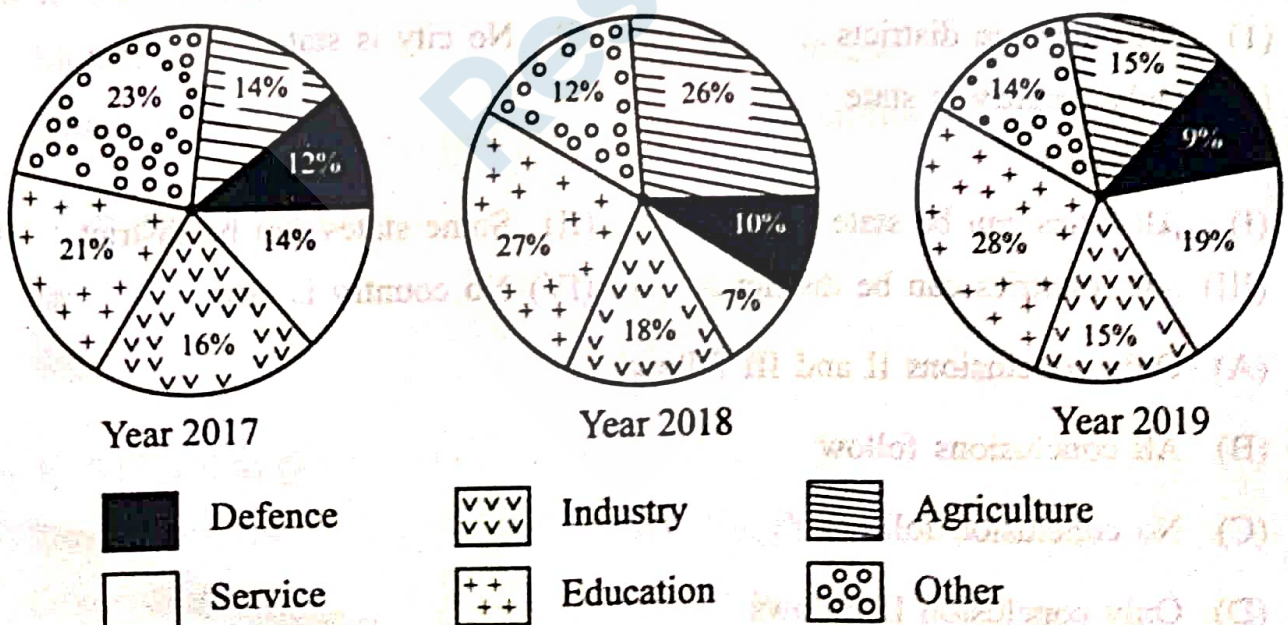 23% 14% 12% 14% 16% 21%
12% 26% 10% 7% 18% 27%
14% 15% 9% 19% 15% 28%
Year 2017 Year 2018 Year 2019
Defence Industry Agriculture
Service Education Other